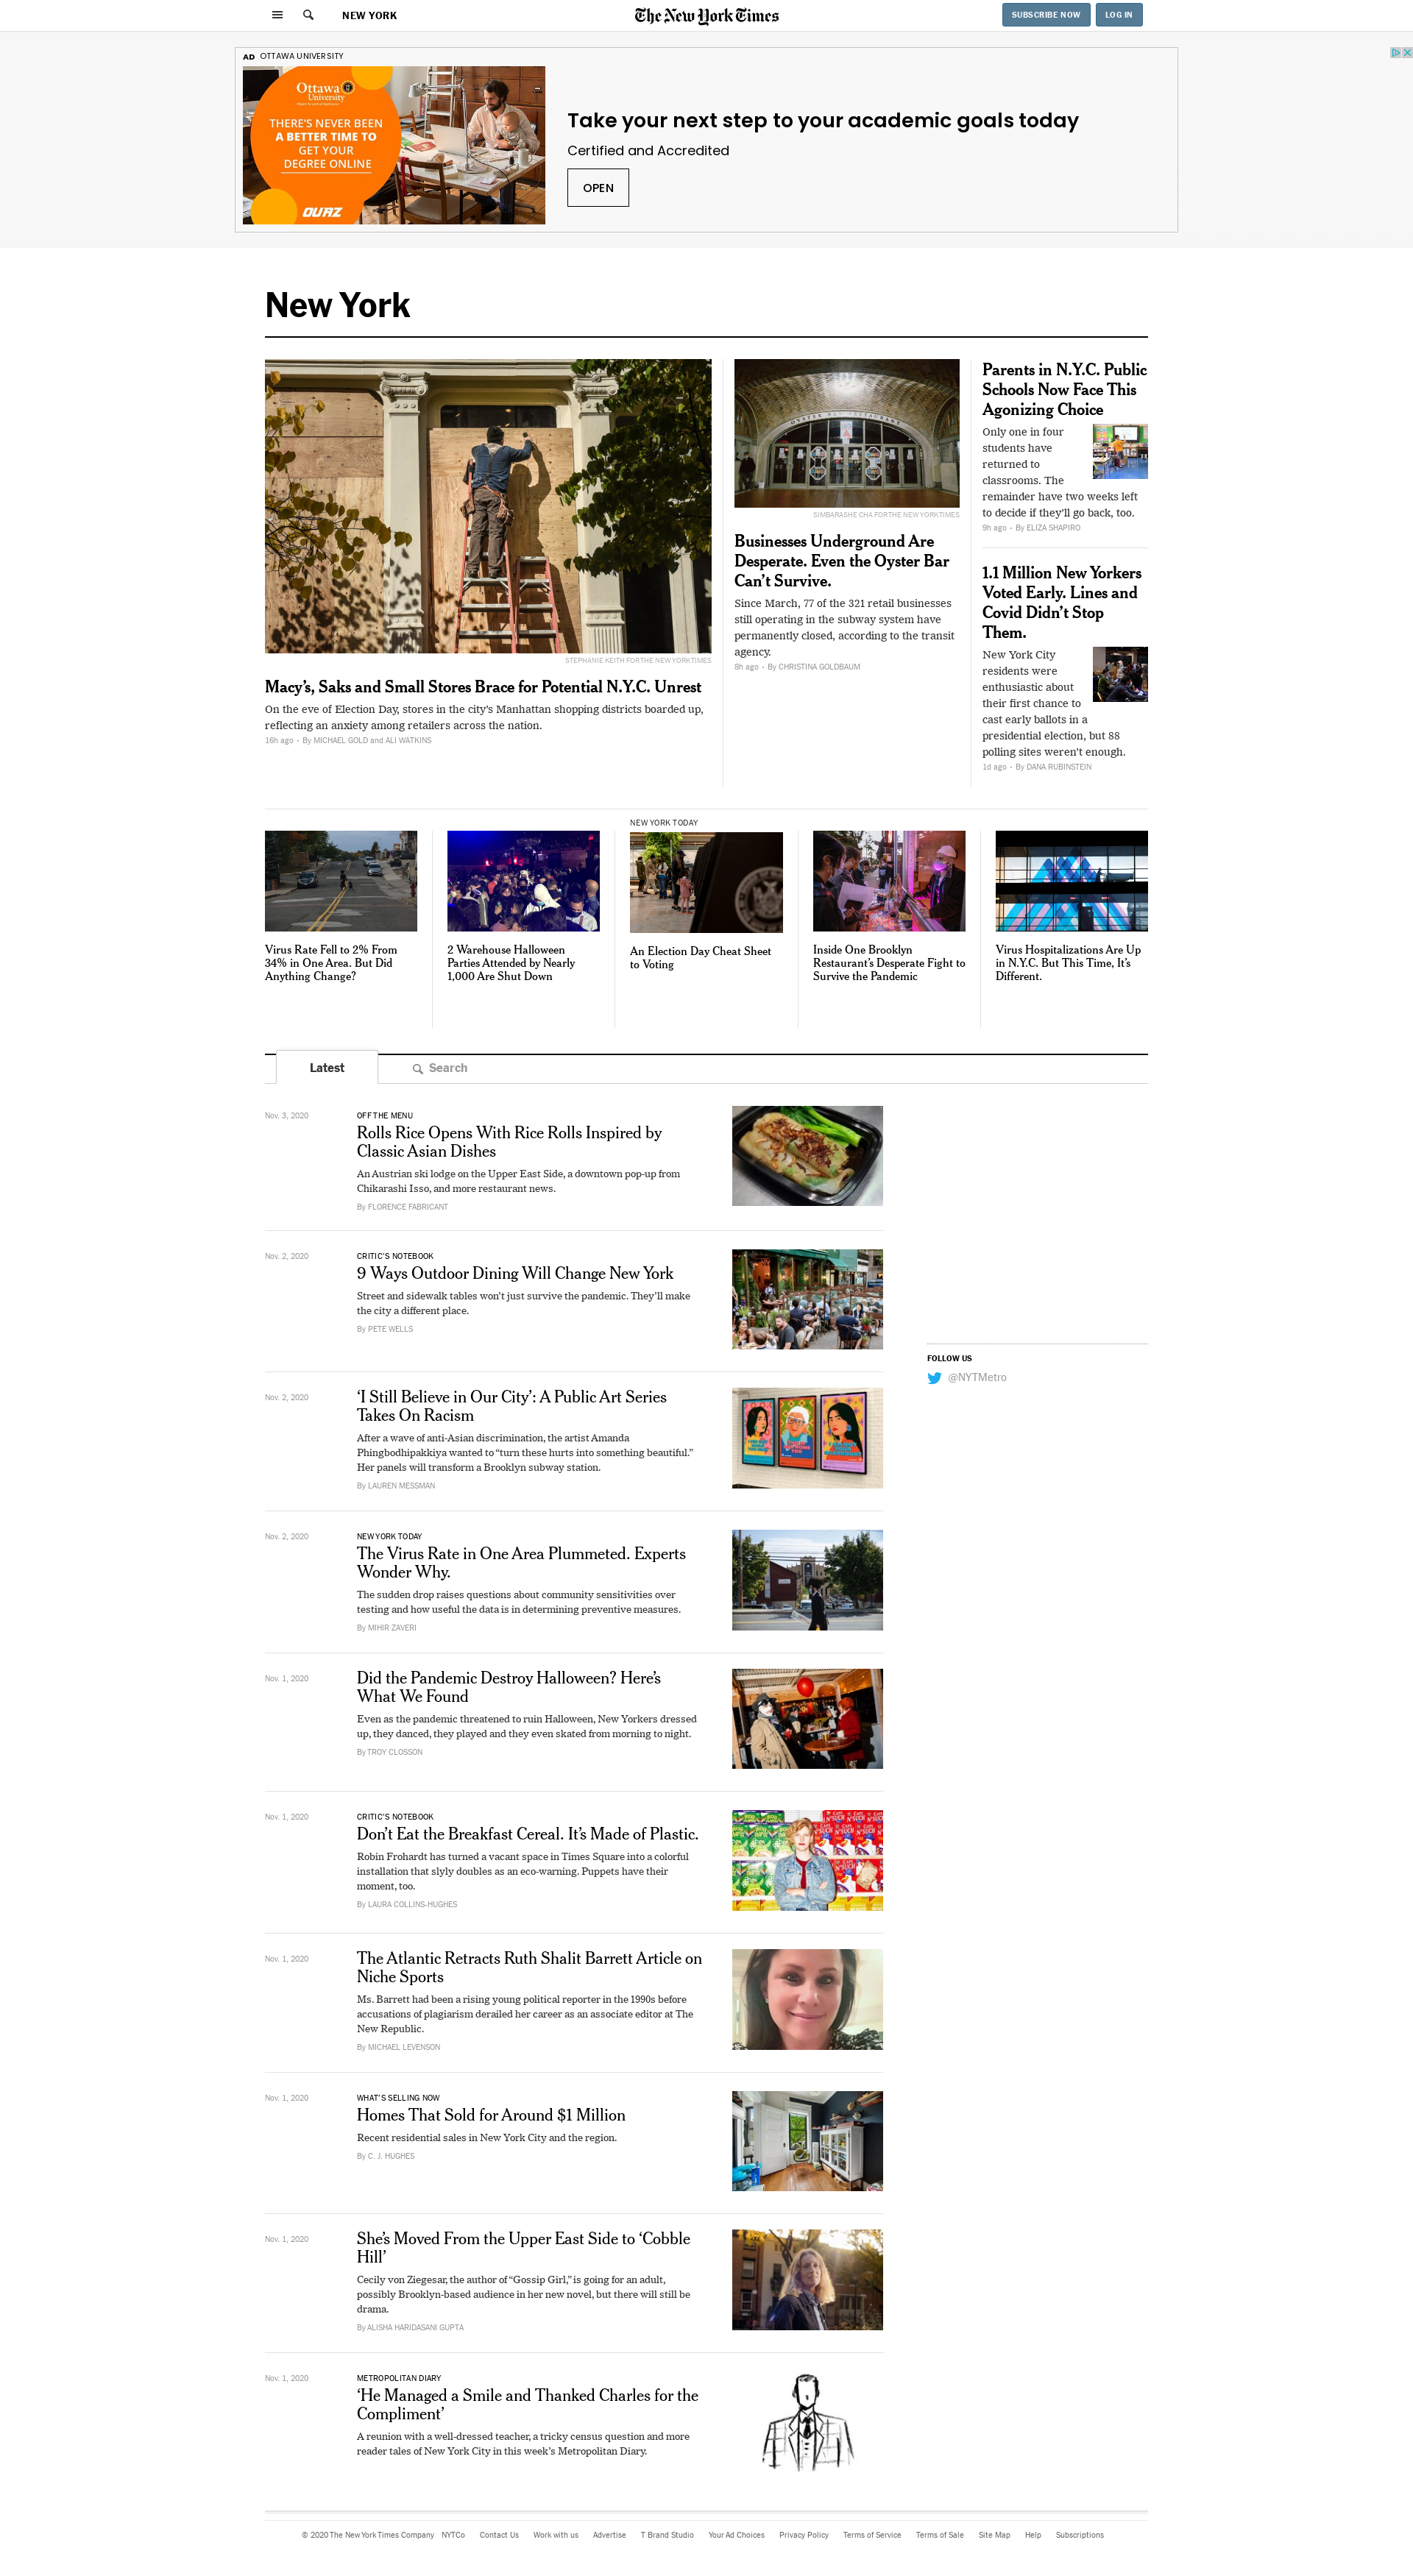 NEW YORK
The New York Times
SUBSCRIBE NOW
LOG IN
AD OTTAWA UNIVERSITY
Ottawa
University
THERE'S NEVER BEEN
A BETTER TIME TO
GET YOUR
DEGREE ONLINE
OUAZ
Take your next step to your academic goals today
Certified and Accredited
OPEN
New York
STEPHANIE KEITH FOR THE NEW YORK TIMES
Macy’s, Saks and Small Stores Brace for Potential N.Y.C. Unrest
On the eve of Election Day, stores in the city’s Manhattan shopping districts boarded up,
reflecting an anxiety among retailers across the nation.
16h ago • By MICHAEL GOLD and ALI WATKINS
OYSTER BAR RESTAURANT
SIMBARASHE CHA FOR THE NEW YORK TIMES
Businesses Underground Are
Desperate. Even the Oyster Bar
Can’t Survive.
Since March, 77 of the 321 retail businesses
still operating in the subway system have
permanently closed, according to the transit
agency.
8h ago • By CHRISTINA GOLDBAUM
Parents in N.Y.C. Public
Schools Now Face This
Agonizing Choice
Only one in four
students have
returned to
classrooms. The
remainder have two weeks left
to decide if they’ll go back, too.
9h ago • By ELIZA SHAPIRO
1.1 Million New Yorkers
Voted Early. Lines and
Covid Didn’t Stop
Them.
New York City
residents were
enthusiastic about
their first chance to
cast early ballots in a
presidential election, but 88
polling sites weren’t enough.
1d ago • By DANA RUBINSTEIN
Virus Rate Fell to 2% From
34% in One Area. But Did
Anything Change?
2 Warehouse Halloween
Parties Attended by Nearly
1,000 Are Shut Down
NEW YORK TODAY
An Election Day Cheat Sheet
to Voting
Inside One Brooklyn
Restaurant’s Desperate Fight to
Survive the Pandemic
Virus Hospitalizations Are Up
in N.Y.C. But This Time, It’s
Different.
Latest
Search
Nov. 3, 2020
OFF THE MENU
Rolls Rice Opens With Rice Rolls Inspired by
Classic Asian Dishes
An Austrian ski lodge on the Upper East Side, a downtown pop-up from
Chikarashi Isso, and more restaurant news.
By FLORENCE FABRICANT
Nov. 2, 2020
CRITIC’S NOTEBOOK
9 Ways Outdoor Dining Will Change New York
Street and sidewalk tables won’t just survive the pandemic. They’ll make
the city a different place.
By PETE WELLS
FOLLOW US
@NYTMetro
Nov. 2, 2020
‘I Still Believe in Our City’: A Public Art Series
Takes On Racism
After a wave of anti-Asian discrimination, the artist Amanda
Phingbodhipakkiya wanted to “turn these hurts into something beautiful.”
Her panels will transform a Brooklyn subway station.
By LAUREN MESSMAN
Nov. 2, 2020
NEW YORK TODAY
The Virus Rate in One Area Plummeted. Experts
Wonder Why.
The sudden drop raises questions about community sensitivities over
testing and how useful the data is in determining preventive measures.
By MIHIR ZAVERI
Nov. 1, 2020
Did the Pandemic Destroy Halloween? Here’s
What We Found
Even as the pandemic threatened to ruin Halloween, New Yorkers dressed
up, they danced, they played and they even skated from morning to night.
By TROY CLOSSON
Nov. 1, 2020
CRITIC’S NOTEBOOK
Don’t Eat the Breakfast Cereal. It’s Made of Plastic.
Robin Frohardt has turned a vacant space in Times Square into a colorful
installation that slyly doubles as an eco-warning. Puppets have their
moment, too.
By LAURA COLLINS-HUGHES
Nov. 1, 2020
The Atlantic Retracts Ruth Shalit Barrett Article on
Niche Sports
Ms. Barrett had been a rising young political reporter in the 1990s before
accusations of plagiarism derailed her career as an associate editor at The
New Republic.
By MICHAEL LEVENSON
Nov. 1, 2020
WHAT’S SELLING NOW
Homes That Sold for Around $1 Million
Recent residential sales in New York City and the region.
By C. J. HUGHES
Nov. 1, 2020
She’s Moved From the Upper East Side to ‘Cobble
Hill’
Cecily von Ziegesar, the author of “Gossip Girl,” is going for an adult,
possibly Brooklyn-based audience in her new novel, but there will still be
drama.
By ALISHA HARIDASANI GUPTA
Nov. 1, 2020
METROPOLITAN DIARY
‘He Managed a Smile and Thanked Charles for the
Compliment’
A reunion with a well-dressed teacher, a tricky census question and more
reader tales of New York City in this week’s Metropolitan Diary.
© 2020 The New York Times Company NYTCo Contact Us Work with us Advertise T Brand Studio Your Ad Choices Privacy Policy Terms of Service Terms of Sale Site Map Help Subscriptions